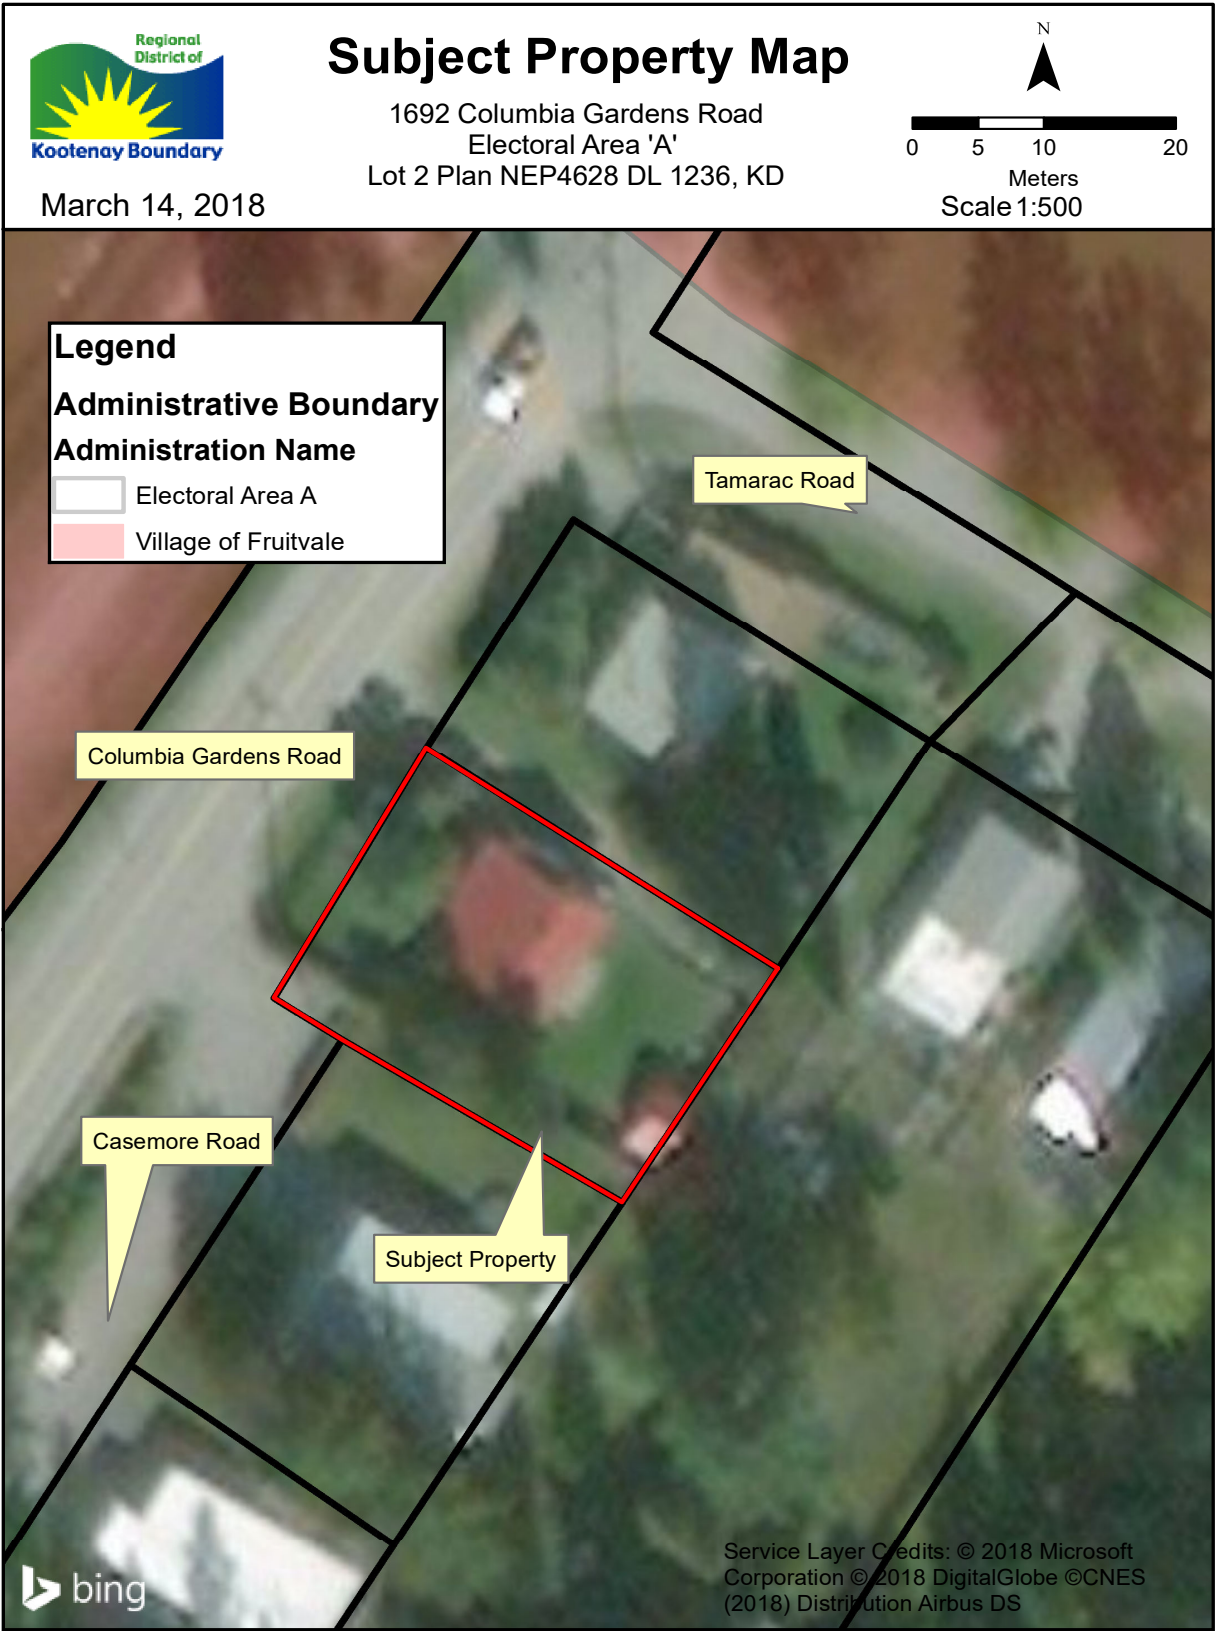 Regional
District of
Kootenay Boundary
March 14, 2018
Subject Property Map
1692 Columbia Gardens Road
Electoral Area 'A'
Lot 2 Plan NEP4628 DL 1236, KD
N
0 5 10 20
Meters
Scale 1:500
Legend
Administrative Boundary
Administration Name
Electoral Area A
Village of Fruitvale
Tamarac Road
Columbia Gardens Road
Casemore Road
Subject Property
Service Layer Credits: © 2018 Microsoft
Corporation © 2018 DigitalGlobe ©CNES
(2018) Distribution Airbus DS
bing